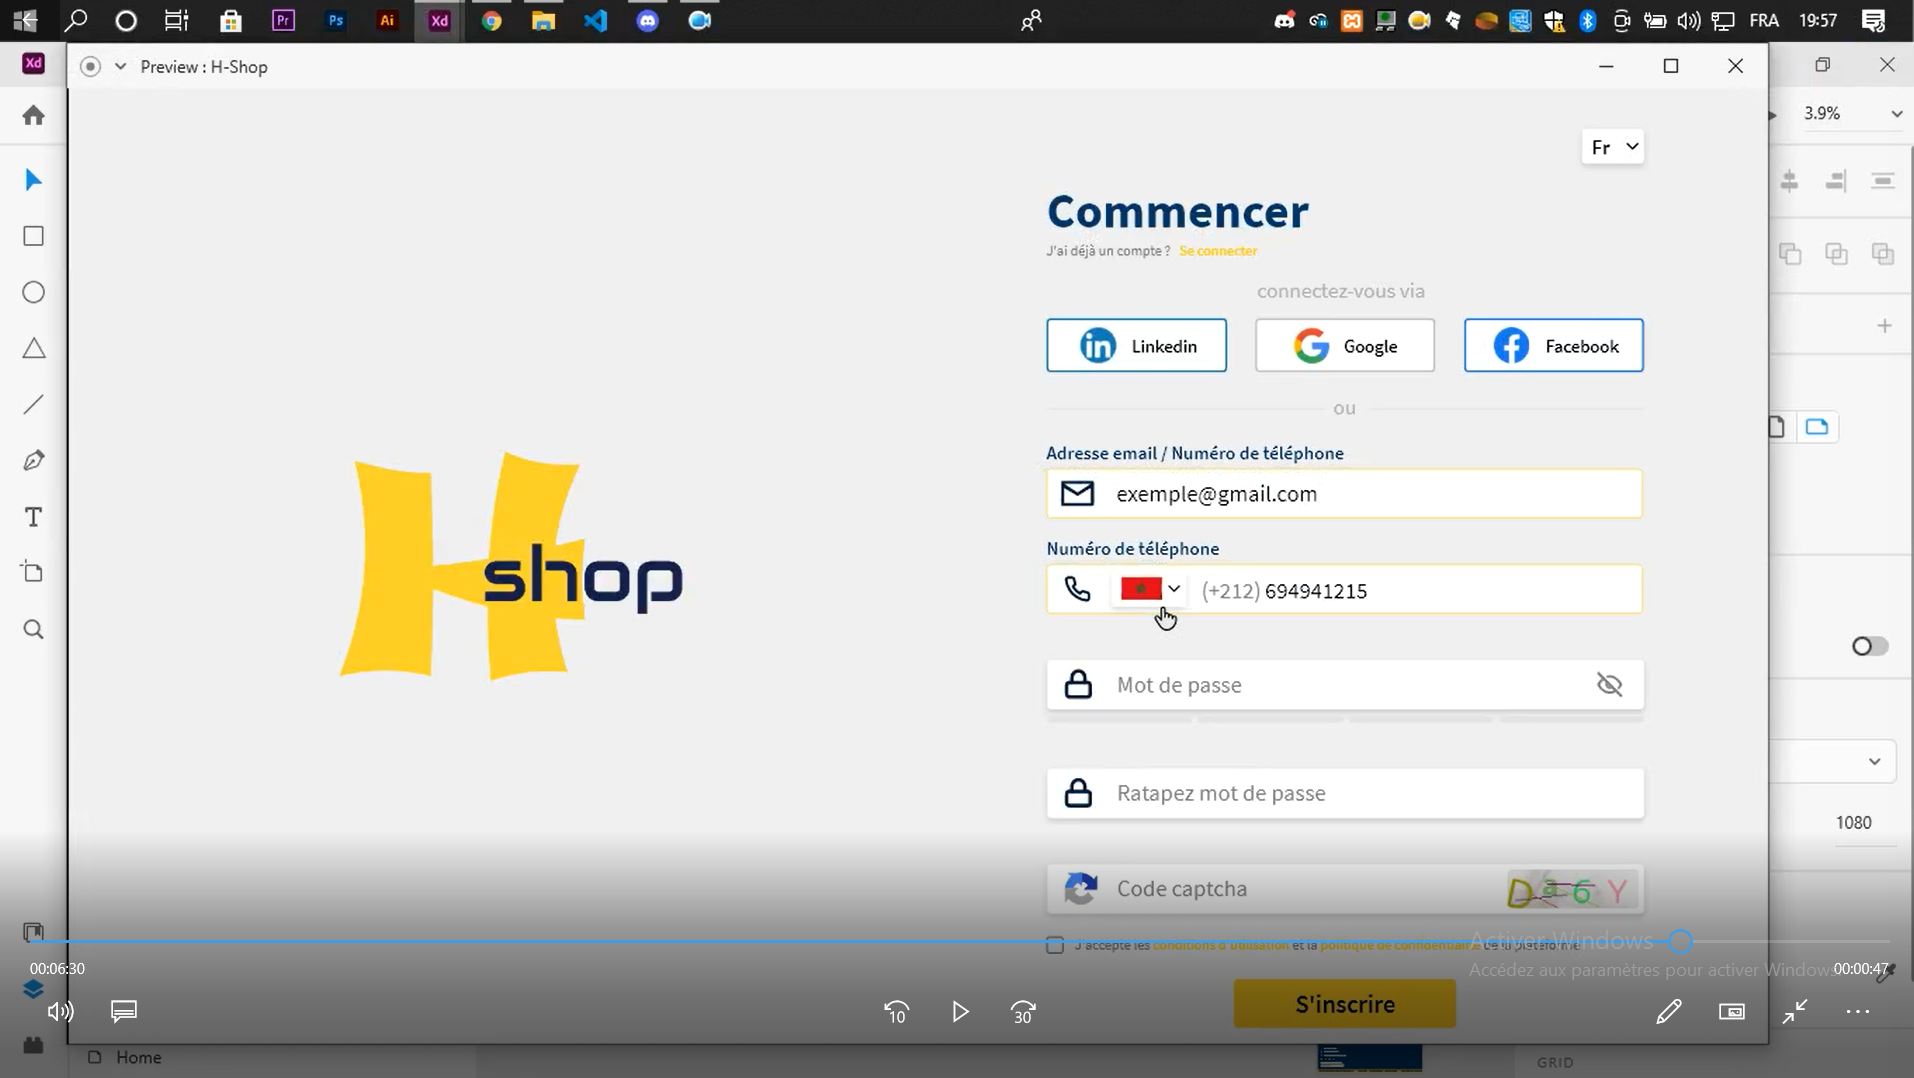 Pr
Ps
Ai
Xd
FRA
19:57
Xd
Preview : H-Shop
3.9%
Fr
Commencer
J'ai déjà un compte ? Se connecter
connectez-vous via
in
Linkedin
Google
Facebook
ou
Adresse email / Numéro de téléphone
exemple@gmail.com
Numéro de téléphone
(+212) 694941215
shop
Mot de passe
Ratapez mot de passe
1080
Code captcha
D a 6 Y
J'accepte les conditions d'utilisation et la politique de confidentialité de la plateforme
Activer Windows
Accédez aux paramètres pour activer Windows
00:06:30
00:00:47
10
30
S'inscrire
Home
GRID